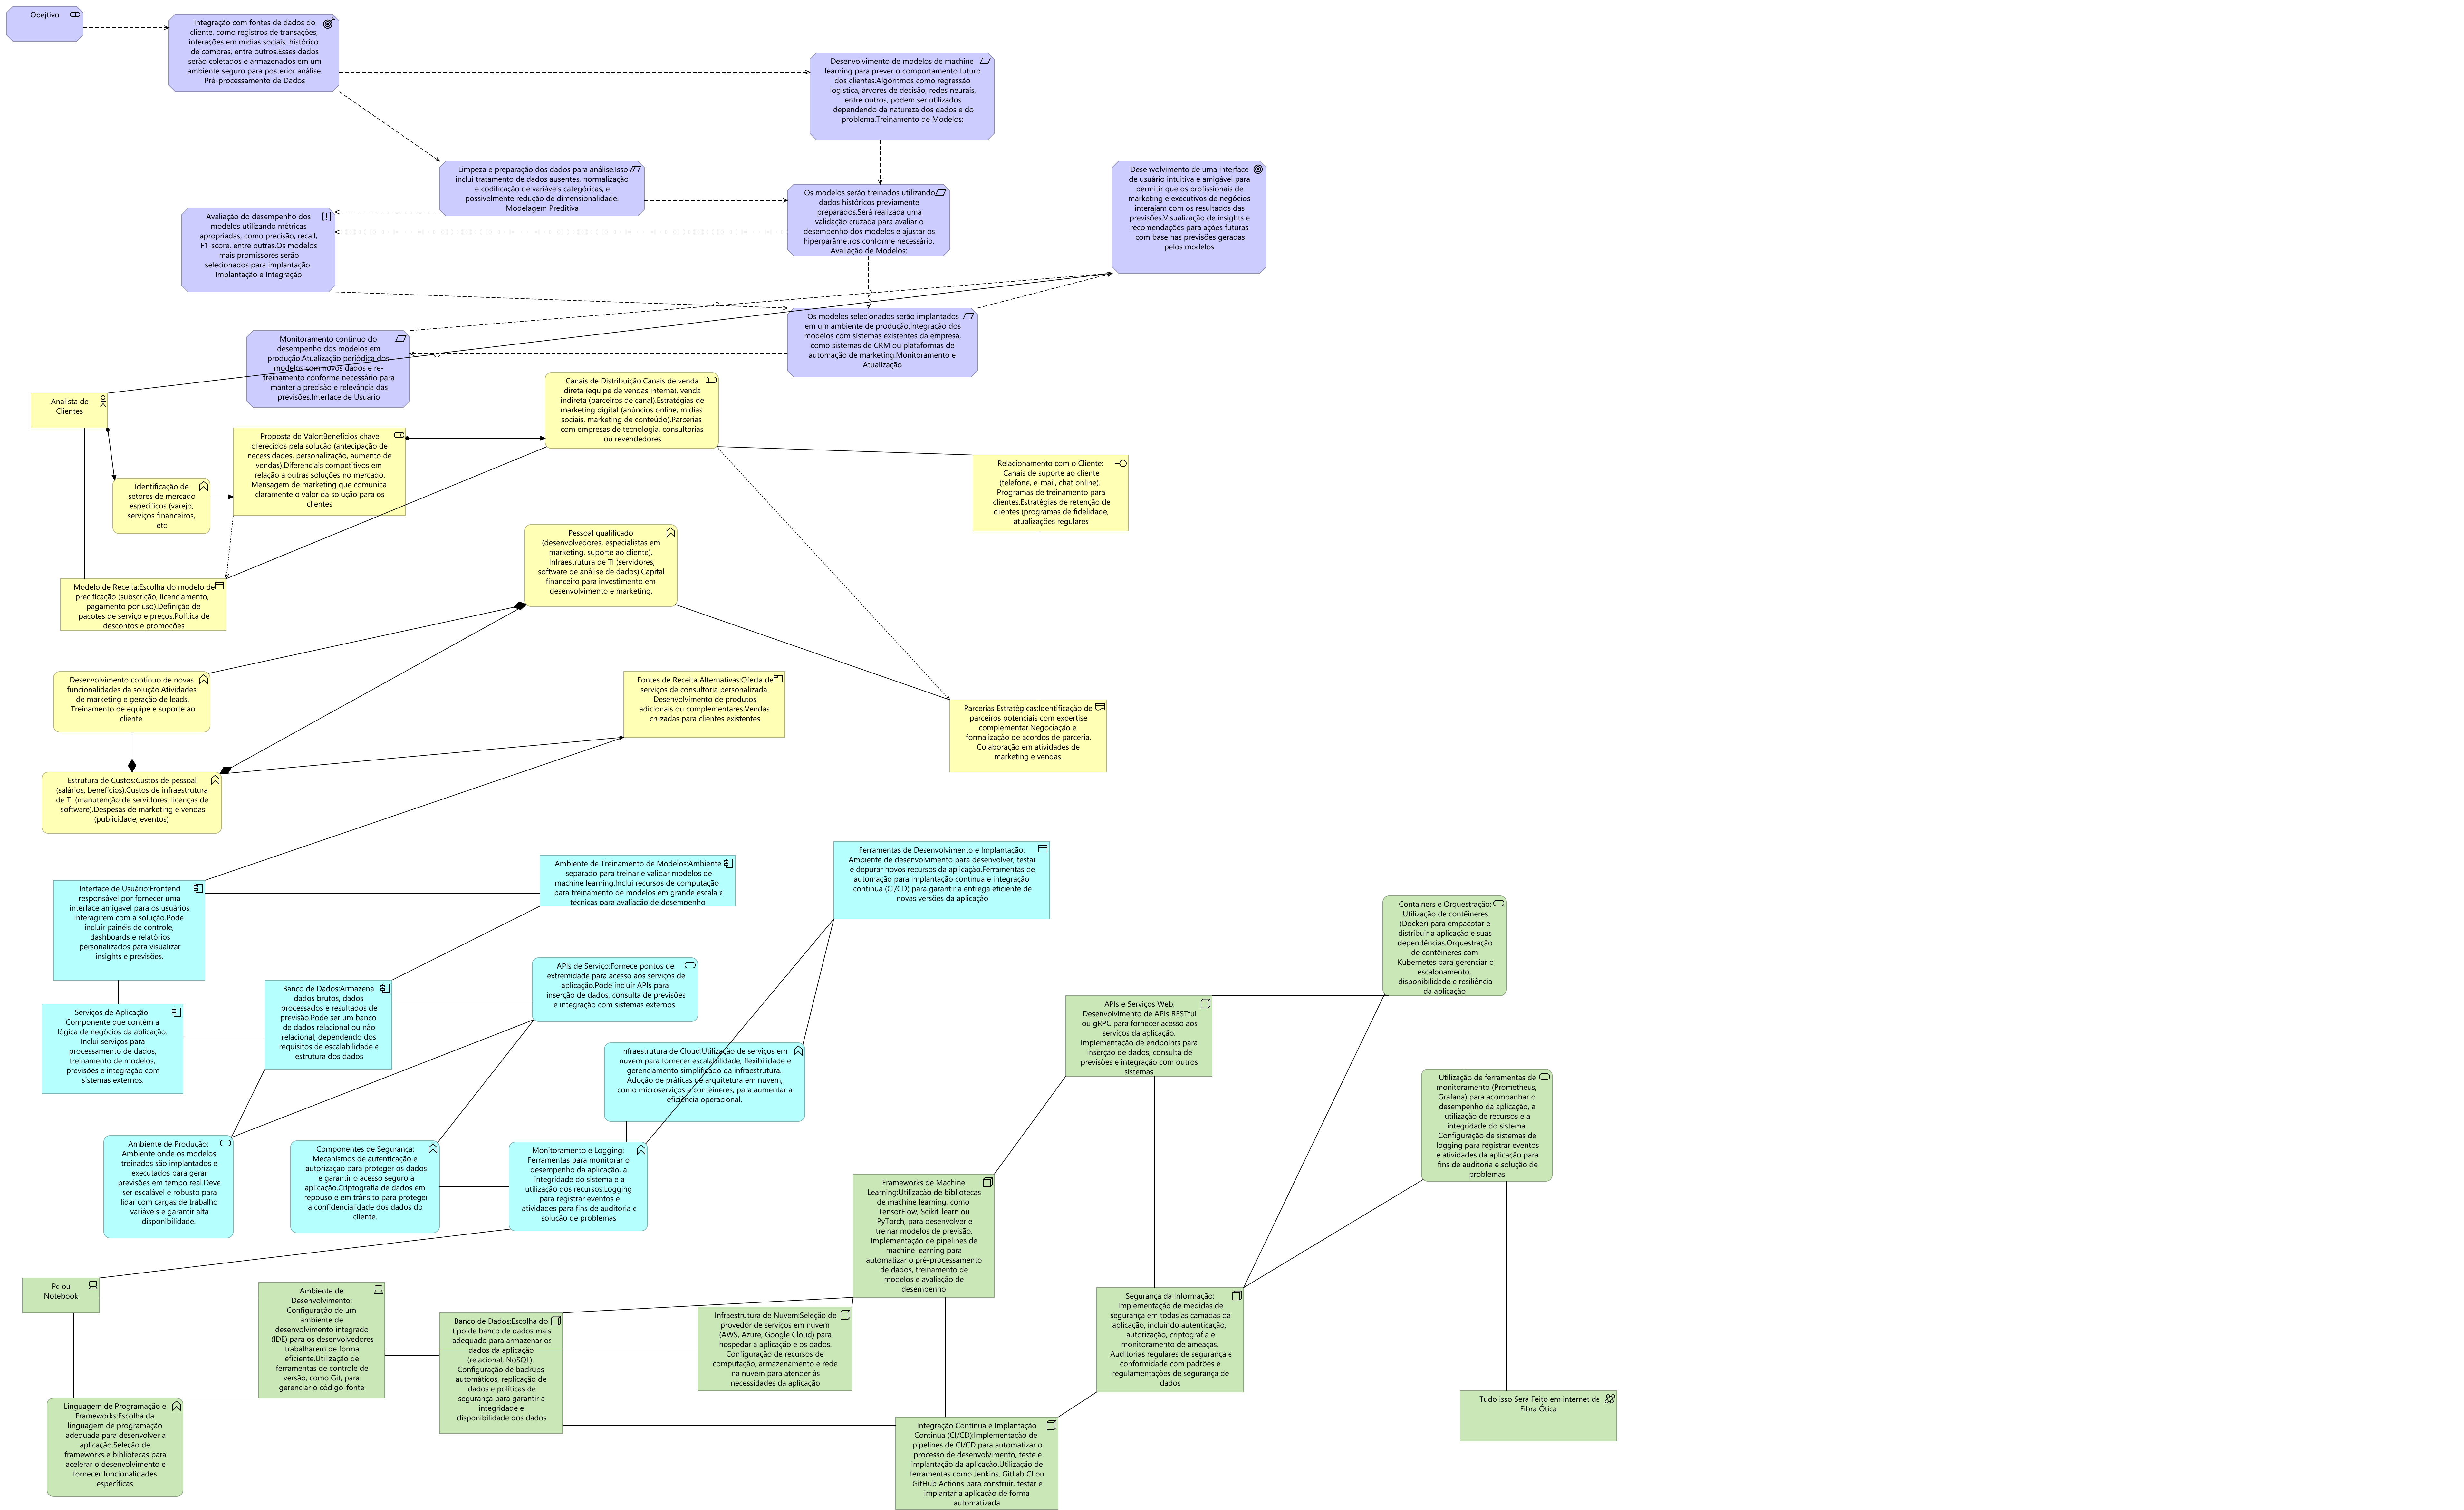 Obejtivo
Integração com fontes de dados do
cliente, como registros de transações,
interações em mídias sociais, histórico
de compras, entre outros.Esses dados
serão coletados e armazenados em um
ambiente seguro para posterior análise
Pré-processamento de Dados
Desenvolvimento de modelos de machine
learning para prever o comportamento futuro
dos clientes.Algoritmos como regressão
logística, árvores de decisão, redes neurais,
entre outros, podem ser utilizados
dependendo da natureza dos dados e do
problema.Treinamento de Modelos:
Limpeza e preparação dos dados para análise.Isso
inclui tratamento de dados ausentes, normalização
e codificação de variáveis categóricas, e
possivelmente redução de dimensionalidade.
Modelagem Preditiva
Os modelos serão treinados utilizando
dados históricos previamente
preparados.Será realizada uma
validação cruzada para avaliar o
desempenho dos modelos e ajustar os
hiperparâmetros conforme necessário.
Avaliação de Modelos:
Desenvolvimento de uma interface
de usuário intuitiva e amigável para
permitir que os profissionais de
marketing e executivos de negócios
interajam com os resultados das
previsões.Visualização de insights e
recomendações para ações futuras
com base nas previsões geradas
pelos modelos
Avaliação do desempenho dos
modelos utilizando métricas
apropriadas, como precisão, recall,
F1-score, entre outras.Os modelos
mais promissores serão
selecionados para implantação.
Implantação e Integração
Os modelos selecionados serão implantados
em um ambiente de produção.Integração dos
modelos com sistemas existentes da empresa,
como sistemas de CRM ou plataformas de
automação de marketing.Monitoramento e
Atualização
Monitoramento contínuo do
desempenho dos modelos em
produção.Atualização periódica dos
modelos com novos dados e re-
treinamento conforme necessário para
manter a precisão e relevância das
previsões.Interface de Usuário
Analista de
Clientes
Canais de Distribuição:Canais de venda
direta (equipe de vendas interna), venda
indireta (parceiros de canal).Estratégias de
marketing digital (anúncios online, mídias
sociais, marketing de conteúdo).Parcerias
com empresas de tecnologia, consultorias
ou revendedores
Proposta de Valor:Benefícios chave
oferecidos pela solução (antecipação de
necessidades, personalização, aumento de
vendas).Diferenciais competitivos em
relação a outras soluções no mercado.
Mensagem de marketing que comunica
claramente o valor da solução para os
clientes
Relacionamento com o Cliente:
Canais de suporte ao cliente
(telefone, e-mail, chat online).
Programas de treinamento para
clientes.Estratégias de retenção de
clientes (programas de fidelidade,
atualizações regulares
Identificação de
setores de mercado
específicos (varejo,
serviços financeiros,
etc
Pessoal qualificado
(desenvolvedores, especialistas em
marketing, suporte ao cliente).
Infraestrutura de TI (servidores,
software de análise de dados).Capital
financeiro para investimento em
desenvolvimento e marketing.
Modelo de Receita:Escolha do modelo de
precificação (subscrição, licenciamento,
pagamento por uso).Definição de
pacotes de serviço e preços.Política de
descontos e promoções
Desenvolvimento contínuo de novas
funcionalidades da solução.Atividades
de marketing e geração de leads.
Treinamento de equipe e suporte ao
cliente.
Fontes de Receita Alternativas:Oferta de
serviços de consultoria personalizada.
Desenvolvimento de produtos
adicionais ou complementares.Vendas
cruzadas para clientes existentes
Parcerias Estratégicas:Identificação de
parceiros potenciais com expertise
complementar.Negociação e
formalização de acordos de parceria.
Colaboração em atividades de
marketing e vendas.
Estrutura de Custos:Custos de pessoal
(salários, benefícios).Custos de infraestrutura
de TI (manutenção de servidores, licenças de
software).Despesas de marketing e vendas
(publicidade, eventos)
Ferramentas de Desenvolvimento e Implantação:
Ambiente de desenvolvimento para desenvolver, testar
e depurar novos recursos da aplicação.Ferramentas de
automação para implantação contínua e integração
contínua (CI/CD) para garantir a entrega eficiente de
novas versões da aplicação
Ambiente de Treinamento de Modelos:Ambiente
separado para treinar e validar modelos de
machine learning.Inclui recursos de computação
para treinamento de modelos em grande escala e
técnicas para avaliação de desempenho
Interface de Usuário:Frontend
responsável por fornecer uma
interface amigável para os usuários
interagirem com a solução.Pode
incluir painéis de controle,
dashboards e relatórios
personalizados para visualizar
insights e previsões.
Containers e Orquestração:
Utilização de contêineres
(Docker) para empacotar e
distribuir a aplicação e suas
dependências.Orquestração
de contêineres com
Kubernetes para gerenciar o
escalonamento,
disponibilidade e resiliência
da aplicação
APIs de Serviço:Fornece pontos de
extremidade para acesso aos serviços de
aplicação.Pode incluir APIs para
inserção de dados, consulta de previsões
e integração com sistemas externos.
Banco de Dados:Armazena
dados brutos, dados
processados e resultados de
previsão.Pode ser um banco
de dados relacional ou não
relacional, dependendo dos
requisitos de escalabilidade e
estrutura dos dados
Serviços de Aplicação:
Componente que contém a
lógica de negócios da aplicação.
Inclui serviços para
processamento de dados,
treinamento de modelos,
previsões e integração com
sistemas externos.
APIs e Serviços Web:
Desenvolvimento de APIs RESTful
ou gRPC para fornecer acesso aos
serviços da aplicação.
Implementação de endpoints para
inserção de dados, consulta de
previsões e integração com outros
sistemas
nfraestrutura de Cloud:Utilização de serviços em
nuvem para fornecer escalabilidade, flexibilidade e
gerenciamento simplificado da infraestrutura.
Adoção de práticas de arquitetura em nuvem,
como microserviços e contêineres, para aumentar a
eficiência operacional.
Utilização de ferramentas de
monitoramento (Prometheus,
Grafana) para acompanhar o
desempenho da aplicação, a
utilização de recursos e a
integridade do sistema.
Configuração de sistemas de
logging para registrar eventos
e atividades da aplicação para
fins de auditoria e solução de
problemas
Ambiente de Produção:
Ambiente onde os modelos
treinados são implantados e
executados para gerar
previsões em tempo real.Deve
ser escalável e robusto para
lidar com cargas de trabalho
variáveis e garantir alta
disponibilidade.
Componentes de Segurança:
Mecanismos de autenticação e
autorização para proteger os dados
e garantir o acesso seguro à
aplicação.Criptografia de dados em
repouso e em trânsito para proteger
a confidencialidade dos dados do
cliente.
Monitoramento e Logging:
Ferramentas para monitorar o
desempenho da aplicação, a
integridade do sistema e a
utilização dos recursos.Logging
para registrar eventos e
atividades para fins de auditoria e
solução de problemas
Frameworks de Machine
Learning:Utilização de bibliotecas
de machine learning, como
TensorFlow, Scikit-learn ou
PyTorch, para desenvolver e
treinar modelos de previsão.
Implementação de pipelines de
machine learning para
automatizar o pré-processamento
de dados, treinamento de
modelos e avaliação de
desempenho
Pc ou
Notebook
Ambiente de
Desenvolvimento:
Configuração de um
ambiente de
desenvolvimento integrado
(IDE) para os desenvolvedores
trabalharem de forma
eficiente.Utilização de
ferramentas de controle de
versão, como Git, para
gerenciar o código-fonte
Banco de Dados:Escolha do
tipo de banco de dados mais
adequado para armazenar os
dados da aplicação
(relacional, NoSQL).
Configuração de backups
automáticos, replicação de
dados e políticas de
segurança para garantir a
integridade e
disponibilidade dos dados
Infraestrutura de Nuvem:Seleção de
provedor de serviços em nuvem
(AWS, Azure, Google Cloud) para
hospedar a aplicação e os dados.
Configuração de recursos de
computação, armazenamento e rede
na nuvem para atender às
necessidades da aplicação
Segurança da Informação:
Implementação de medidas de
segurança em todas as camadas da
aplicação, incluindo autenticação,
autorização, criptografia e
monitoramento de ameaças.
Auditorias regulares de segurança e
conformidade com padrões e
regulamentações de segurança de
dados
Tudo isso Será Feito em internet de
Fibra Ótica
Linguagem de Programação e
Frameworks:Escolha da
linguagem de programação
adequada para desenvolver a
aplicação.Seleção de
frameworks e bibliotecas para
acelerar o desenvolvimento e
fornecer funcionalidades
específicas
Integração Contínua e Implantação
Contínua (CI/CD):Implementação de
pipelines de CI/CD para automatizar o
processo de desenvolvimento, teste e
implantação da aplicação.Utilização de
ferramentas como Jenkins, GitLab CI ou
GitHub Actions para construir, testar e
implantar a aplicação de forma
automatizada